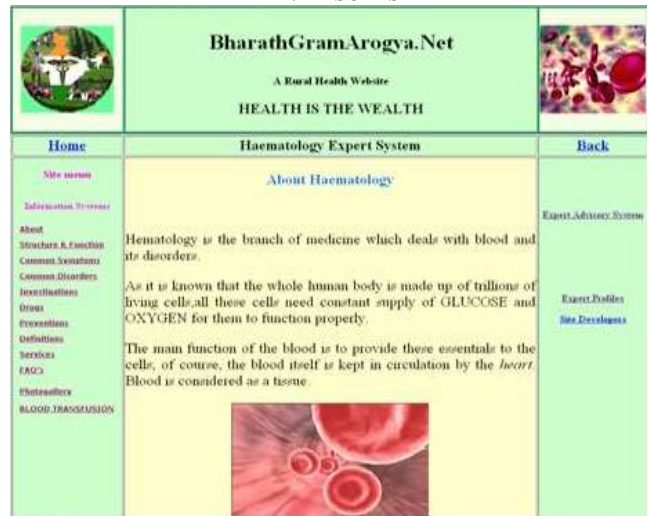 BharathGramArogya.Net
A Rural Health Website
HEALTH IS THE WEALTH
Home
Haematology Expert System
Back
Site menu
Information Systems
About
Structure & Function
Common Symptoms
Common Disorders
Investigations
Drugs
Preventions
Definitions
Services
FAQ's
Photogallery
BLOOD TRANSFUSION
About Haematology
Hematology is the branch of medicine which deals with blood and
its disorders.
As it is known that the whole human body is made up of trillions of
living cells,all these cells need constant supply of GLUCOSE and
OXYGEN for them to function properly.
The main function of the blood is to provide these essentials to the
cells, of course, the blood itself is kept in circulation by the heart.
Blood is considered as a tissue.
Expert Advisory System
Expert Profiles
Site Developers